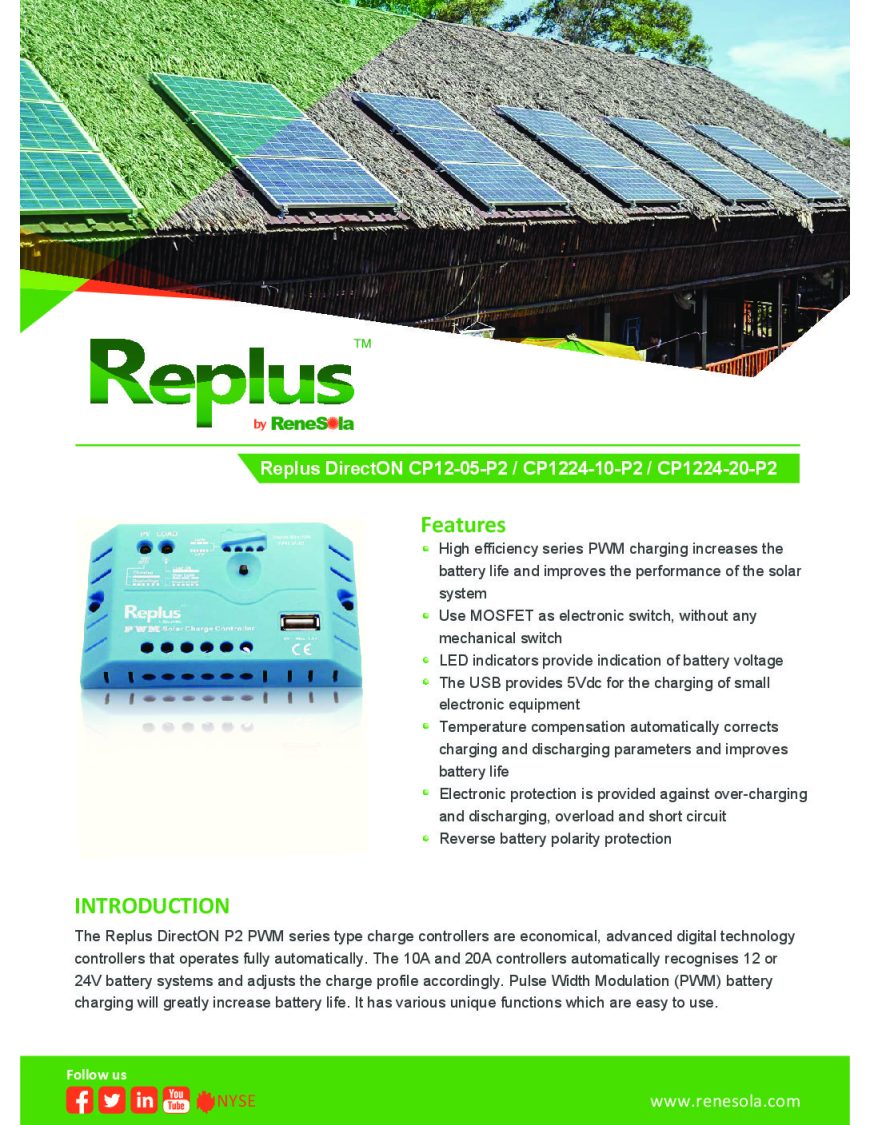 Replus™
by ReneSola
Replus DirectON CP12-05-P2 / CP1224-10-P2 / CP1224-20-P2
PV LOAD
Replus
PWM Solar Charge Controller
CE
Features
High efficiency series PWM charging increases the
battery life and improves the performance of the solar
system
Use MOSFET as electronic switch, without any
mechanical switch
LED indicators provide indication of battery voltage
The USB provides 5Vdc for the charging of small
electronic equipment
Temperature compensation automatically corrects
charging and discharging parameters and improves
battery life
Electronic protection is provided against over-charging
and discharging, overload and short circuit
Reverse battery polarity protection
INTRODUCTION
The Replus DirectON P2 PWM series type charge controllers are economical, advanced digital technology
controllers that operates fully automatically. The 10A and 20A controllers automatically recognises 12 or
24V battery systems and adjusts the charge profile accordingly. Pulse Width Modulation (PWM) battery
charging will greatly increase battery life. It has various unique functions which are easy to use.
Follow us
f in You Tube NYSE
www.renesola.com